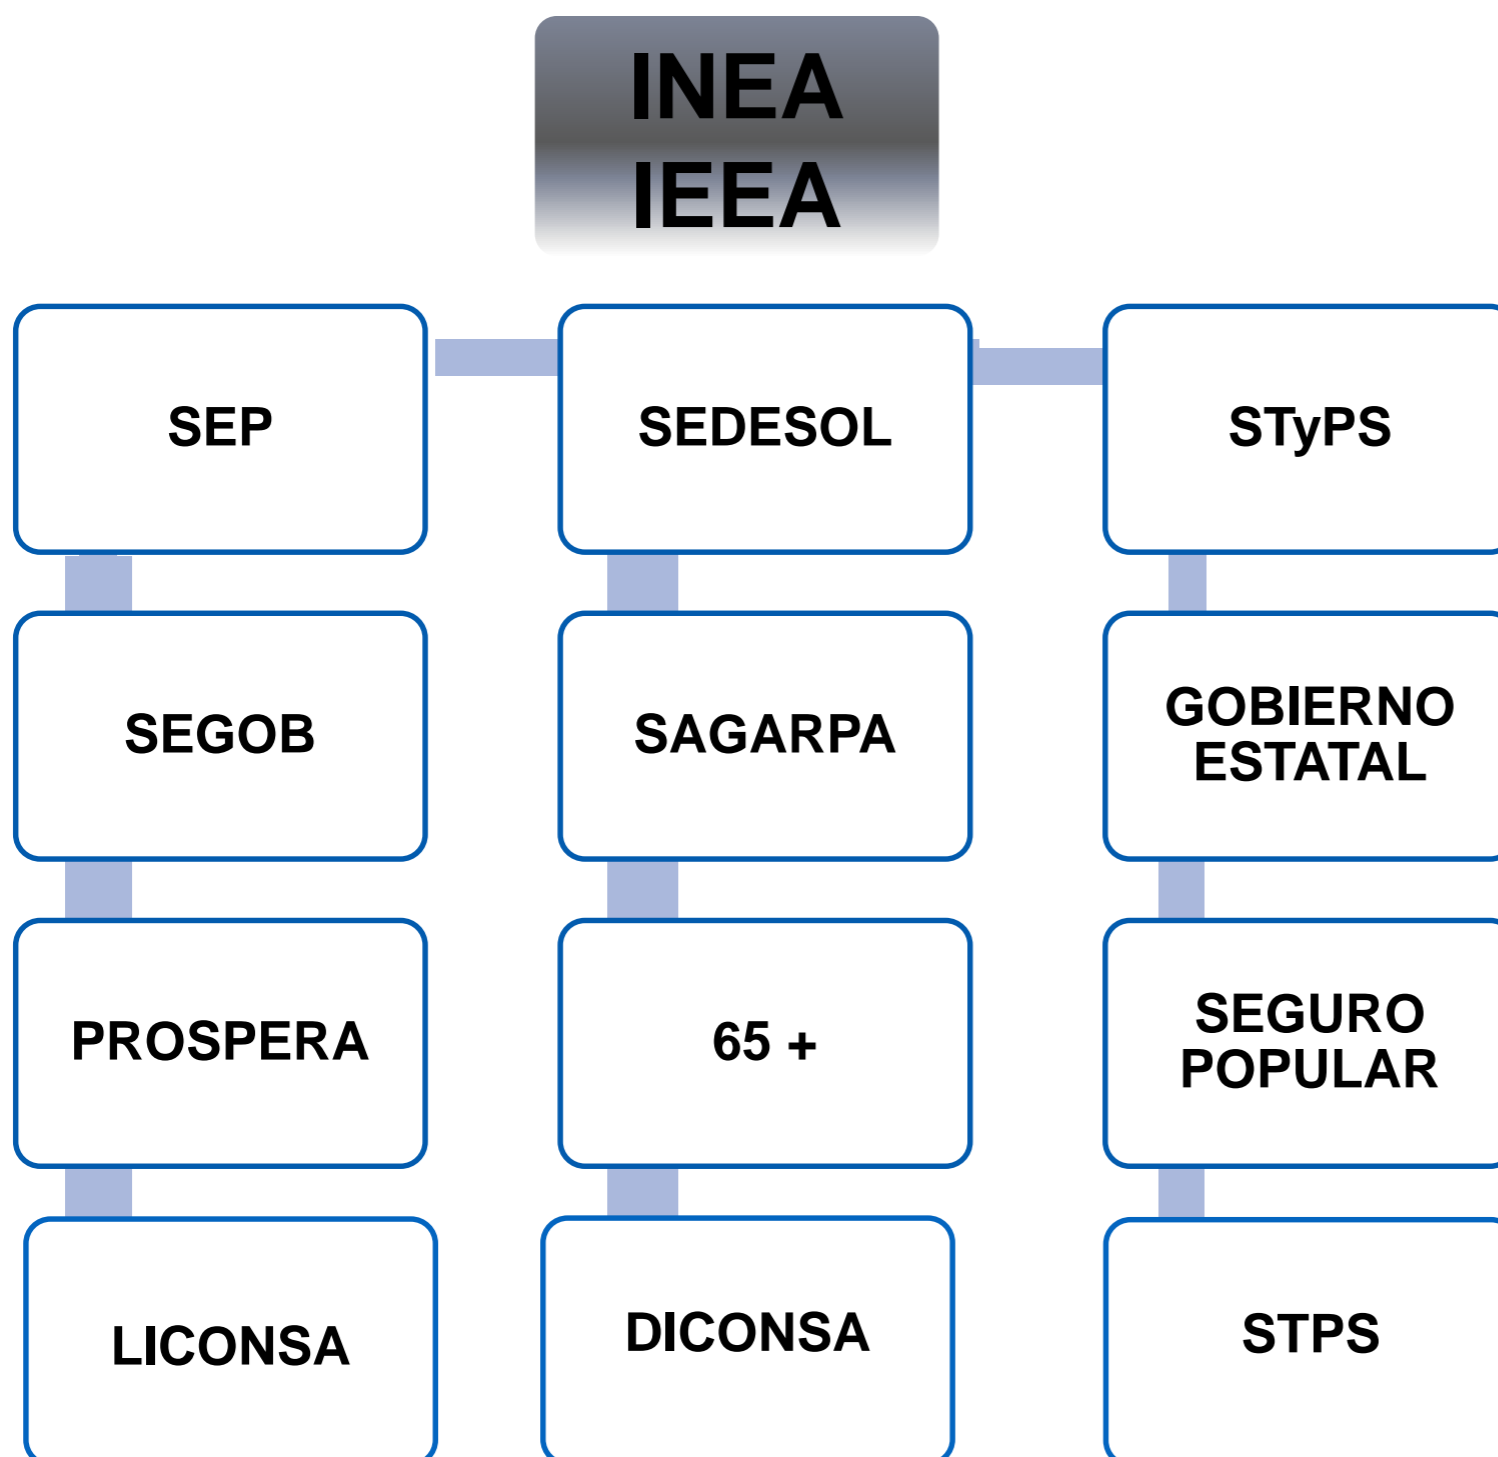 INEA
IEEA
SEP
SEDESOL
STyPS
SEGOB
SAGARPA
GOBIERNO
ESTATAL
PROSPERA
65 +
SEGURO
POPULAR
LICONSA
DICONSA
STPS